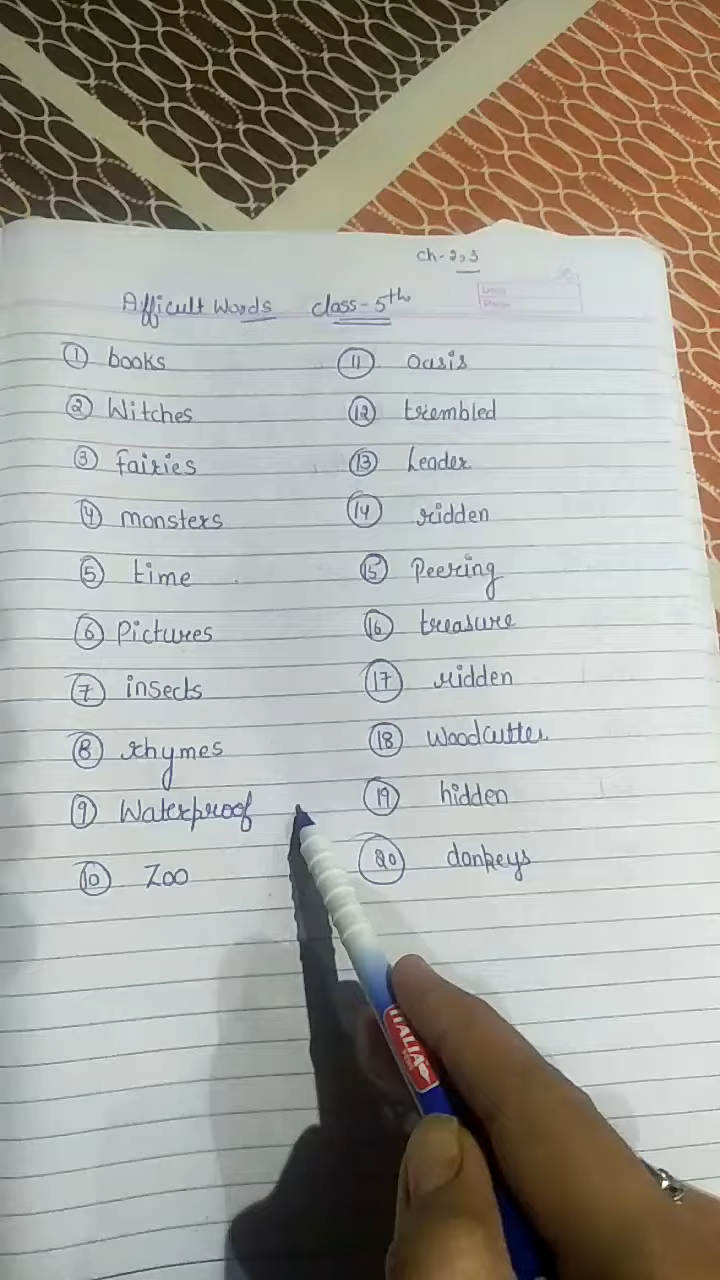 Ch-2,3
Difficult Words class-5th
① books
② Witches
③ fairies
④ monsters
⑤ time
⑥ Pictures
⑦ insects
⑧ rhymes
⑨ Waterproof
⑩ Zoo
⑪ oasis
⑫ trembled
⑬ Leader
⑭ ridden
⑮ Peering
⑯ treasure
⑰ ridden
⑱ Woodcutter
⑲ hidden
⑳ donkeys
ITALIA